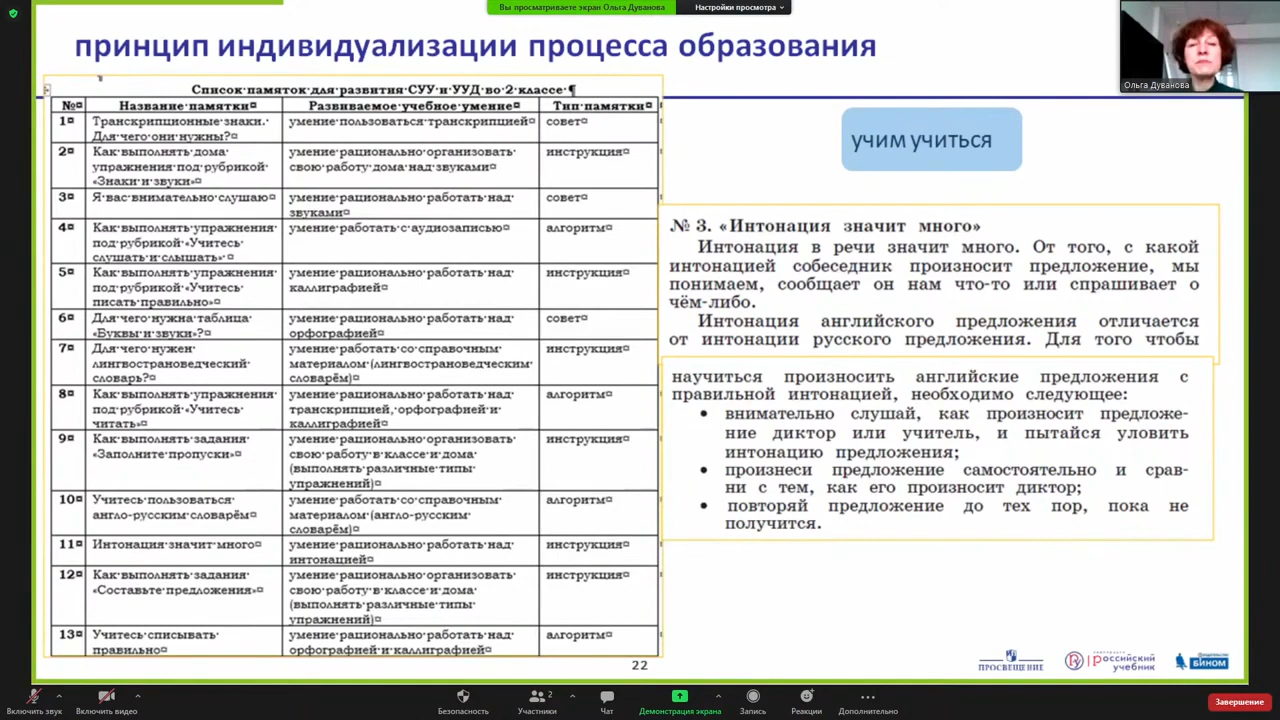 Вы просматриваете экран Ольга Дуванова
Настройки просмотра
принцип индивидуализации процесса образования
Ольга Дуванова
Список памяток для развития СУУ и УУД во 2 классе ¶
№ Название памятки Развиваемое учебное умение Тип памятки
1 Транскрипционные знаки. умение пользоваться транскрипцией совет
Для чего они нужны?
2 Как выполнять дома умение рационально организовать инструкция
упражнения под рубрикой свою работу дома над звуками
«Знаки и звуки»
3 Я вас внимательно слушаю умение рационально работать над совет
звуками
4 Как выполнять упражнения умение работать с аудиозаписью алгоритм
под рубрикой «Учитесь
слушать и слышать»
5 Как выполнять упражнения умение рационально работать над инструкция
под рубрикой «Учитесь каллиграфией
писать правильно»
6 Для чего нужна таблица умение рационально работать над совет
«Буквы и звуки»? орфографией
7 Для чего нужен умение работать со справочным инструкция
лингвострановедческий материалом (лингвострановедческим
словарь? словарём)
8 Как выполнять упражнения умение рационально работать над алгоритм
под рубрикой «Учитесь транскрипцией, орфографией и
читать» каллиграфией
9 Как выполнять задания умение рационально организовать инструкция
«Заполните пропуски» свою работу в классе и дома
(выполнять различные типы
упражнений)
10 Учитесь пользоваться умение работать со справочным алгоритм
англо-русским словарём материалом (англо-русским
словарём)
11 Интонация значит много умение рационально работать над инструкция
интонацией
12 Как выполнять задания умение рационально организовать инструкция
«Составьте предложения» свою работу в классе и дома
(выполнять различные типы
упражнений)
13 Учитесь списывать умение рационально работать над алгоритм
правильно орфографией и каллиграфией
учим учиться
№ 3. «Интонация значит много»
Интонация в речи значит много. От того, с какой
интонацией собеседник произносит предложение, мы
понимаем, сообщает он нам что-то или спрашивает о
чём-либо.
Интонация английского предложения отличается
от интонации русского предложения. Для того чтобы
научиться произносить английские предложения с
правильной интонацией, необходимо следующее:
• внимательно слушай, как произносит предложе-
ние диктор или учитель, и пытайся уловить
интонацию предложения;
• произнеси предложение самостоятельно и срав-
ни с тем, как его произносит диктор;
• повторяй предложение до тех пор, пока не
получится.
22
ПРОСВЕЩЕНИЕ
российский
учебник
БИНОМ
Включить звук
Включить видео
Безопасность
Участники 2
Чат
Демонстрация экрана
Запись
Реакции
Дополнительно
Завершение